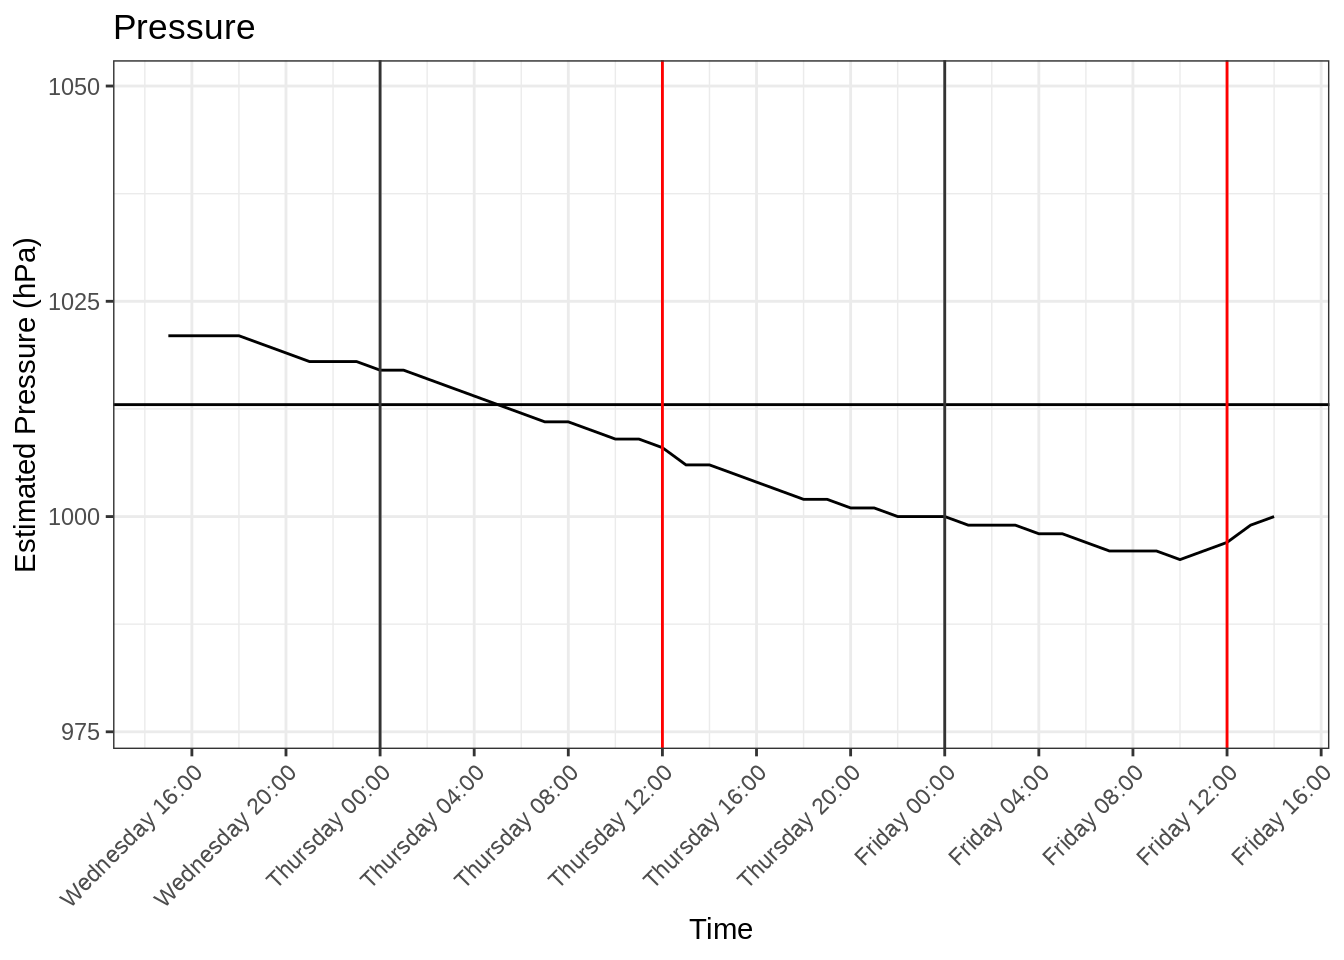 Pressure
Estimated Pressure (hPa)
1050
1025
1000
975
Wednesday 16:00
Wednesday 20:00
Thursday 00:00
Thursday 04:00
Thursday 08:00
Thursday 12:00
Thursday 16:00
Thursday 20:00
Friday 00:00
Friday 04:00
Friday 08:00
Friday 12:00
Friday 16:00
Time